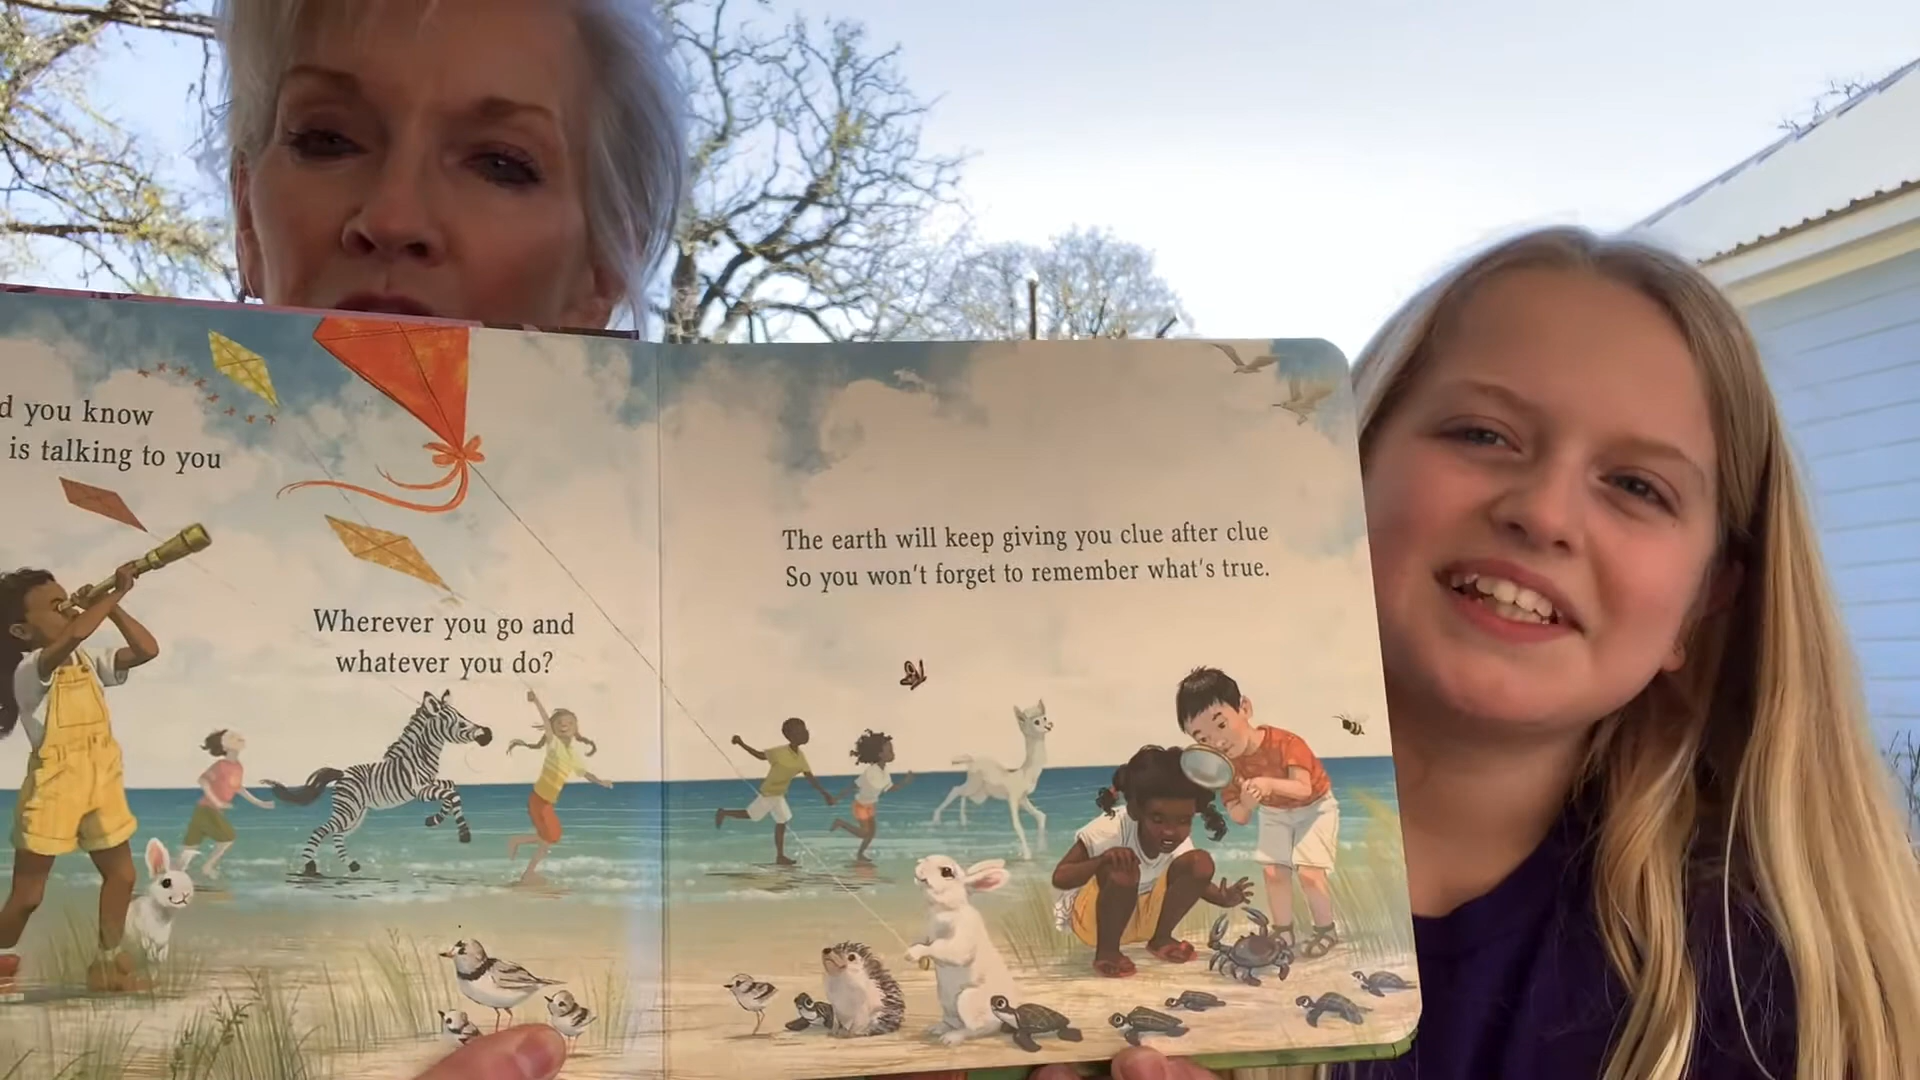 d you know
is talking to you
Wherever you go and
whatever you do?
The earth will keep giving you clue after clue
So you won't forget to remember what's true.